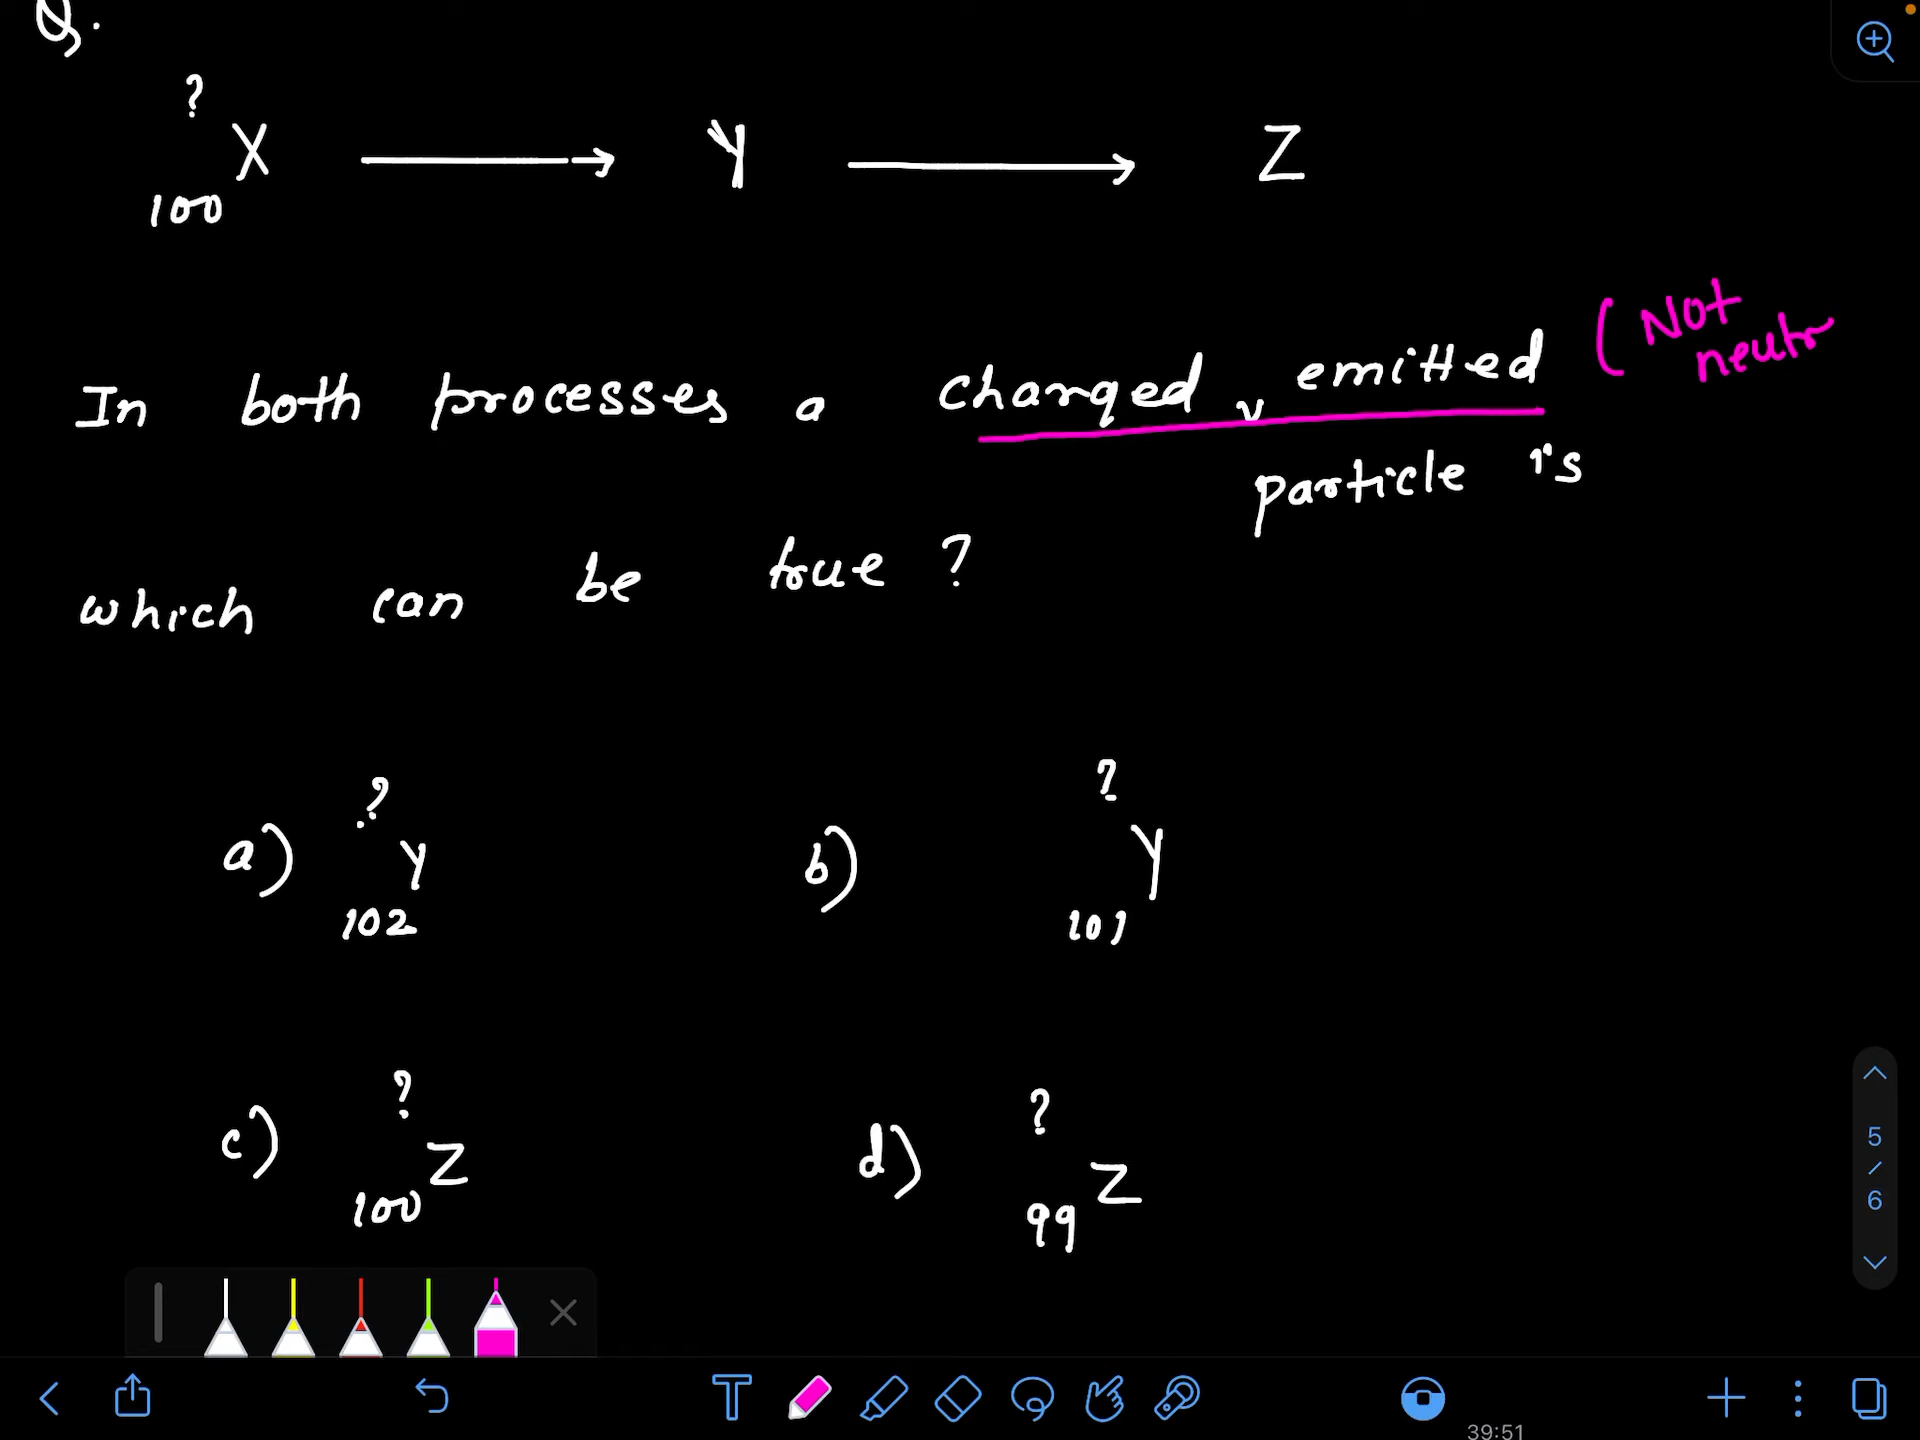 Q.
?
100 X → Y → Z
( Not
neutr
In both processes a charged emitted
particle is
which can be true ?
a) ? 102 Y b) ? 101 Y
c) ? 100 Z d) ? 99 Z
5
/
6
T
39:51